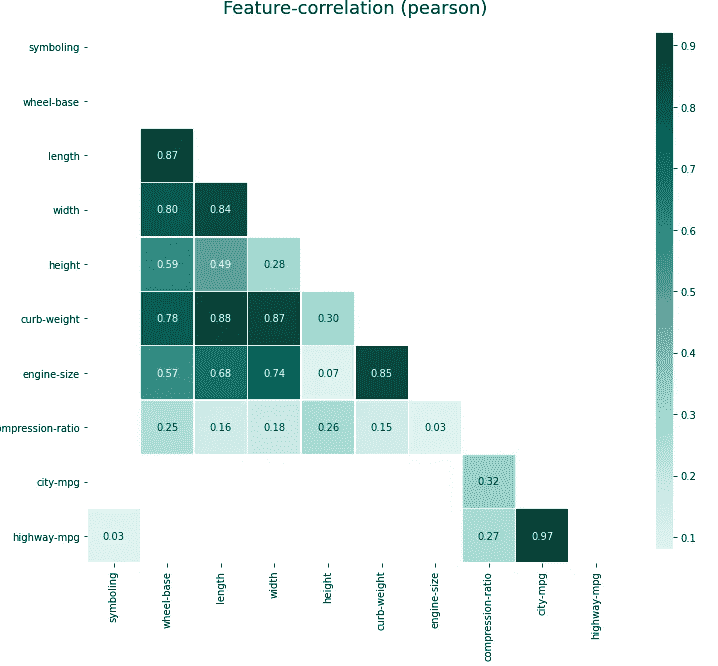 Feature-correlation (pearson)
symboling
wheel-base
length
width
height
curb-weight
engine-size
ompression-ratio
city-mpg
highway-mpg
0.87
0.80 0.84
0.59 0.49 0.28
0.78 0.88 0.87 0.30
0.57 0.68 0.74 0.07 0.85
0.25 0.16 0.18 0.26 0.15 0.03
0.32
0.03 0.27 0.97
symboling
wheel-base
length
width
height
curb-weight
engine-size
compression-ratio
city-mpg
highway-mpg
0.9
0.8
0.7
0.6
0.5
0.4
0.3
0.2
0.1